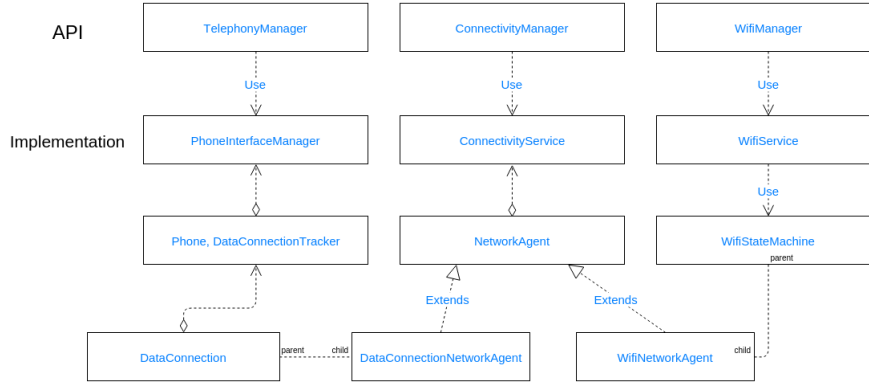 API
TelephonyManager
ConnectivityManager
WifiManager
Use
Use
Use
Implementation
PhoneInterfaceManager
ConnectivityService
WifiService
Use
Phone, DataConnectionTracker
NetworkAgent
WifiStateMachine
parent
Extends
Extends
DataConnection
parent
child
DataConnectionNetworkAgent
WifiNetworkAgent
child